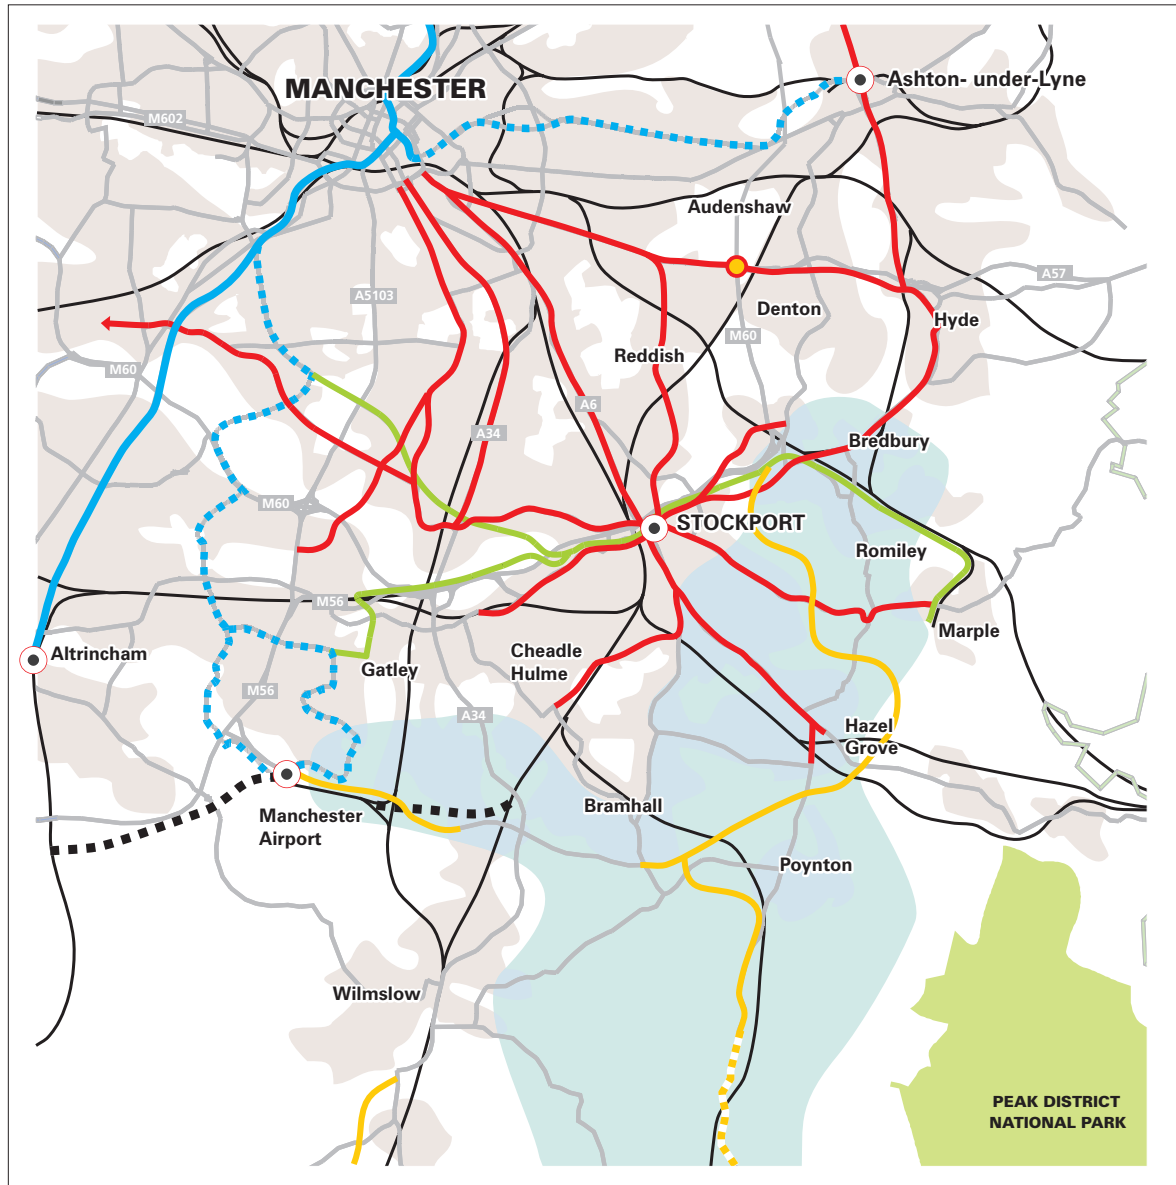 MANCHESTER
Ashton- under-Lyne
M602
Audenshaw
A57
A5103
Denton
Hyde
M60
Reddish
M60
A6
A34
Bredbury
M60
STOCKPORT
Romiley
M56
Marple
Altrincham
Gatley
Cheadle
Hulme
M56
A34
Hazel
Grove
Bramhall
Manchester
Airport
Poynton
Wilmslow
PEAK DISTRICT
NATIONAL PARK